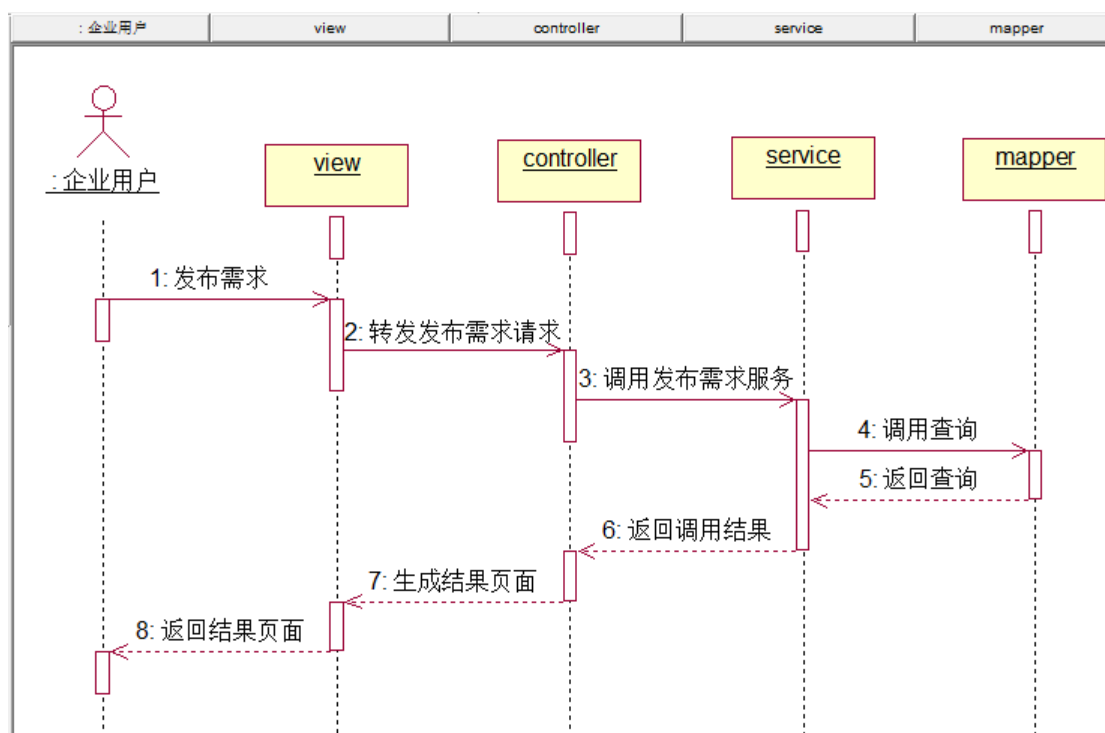 : 企业用户
view
controller
service
mapper
: 企业用户
view
controller
service
mapper
1: 发布需求
2: 转发发布需求请求
3: 调用发布需求服务
4: 调用查询
5: 返回查询
6: 返回调用结果
7: 生成结果页面
8: 返回结果页面